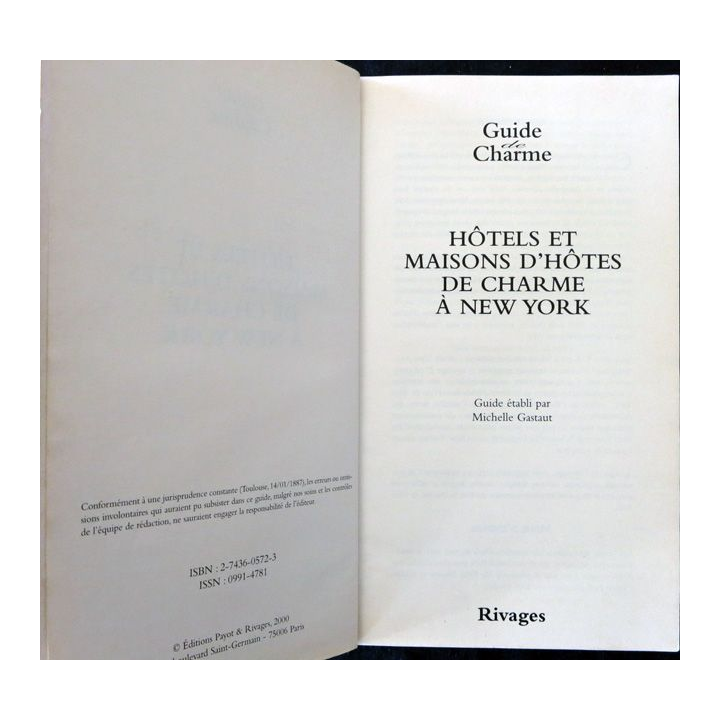 Conformément à une jurisprudence constante (Toulouse, 14/01/1887), les erreurs ou omis-
sions involontaires qui auraient pu subsister dans ce guide, malgré nos soins et les contrôles
de l'équipe de rédaction, ne sauraient engager la responsabilité de l'éditeur.
ISBN : 2-7436-0572-3
ISSN : 0991-4781
© Éditions Payot & Rivages, 2000
boulevard Saint-Germain - 75006 Paris
Guide
de
Charme
HÔTELS ET
MAISONS D'HÔTES
DE CHARME
À NEW YORK
Guide établi par
Michelle Gastaut
Rivages